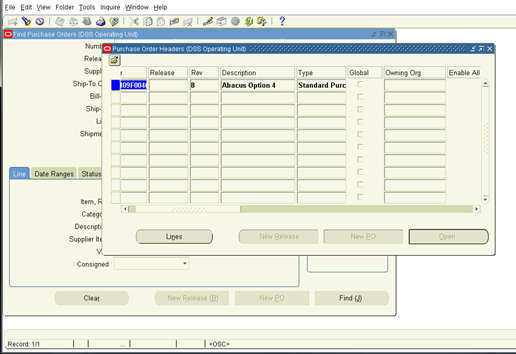 File Edit View Folder Tools Inquire Window Help
Find Purchase Orders (DSS Operating Unit)
Purchase Order Headers (DSS Operating Unit)
r Release Rev Description Type Global Owning Org Enable All
8 Abacus Option 4 Standard Purc
Lines New Release New PO Open
Numb
Relea
Suppl
Ship-To O
Bill-
Ship-
Li
Shipme
Line Date Ranges Status
Item, R
Catego
Descripti
Supplier Ite
V
Consigned
Clear New Release (R) New PO Find (J)
Record: 1/1 ... <OSC>